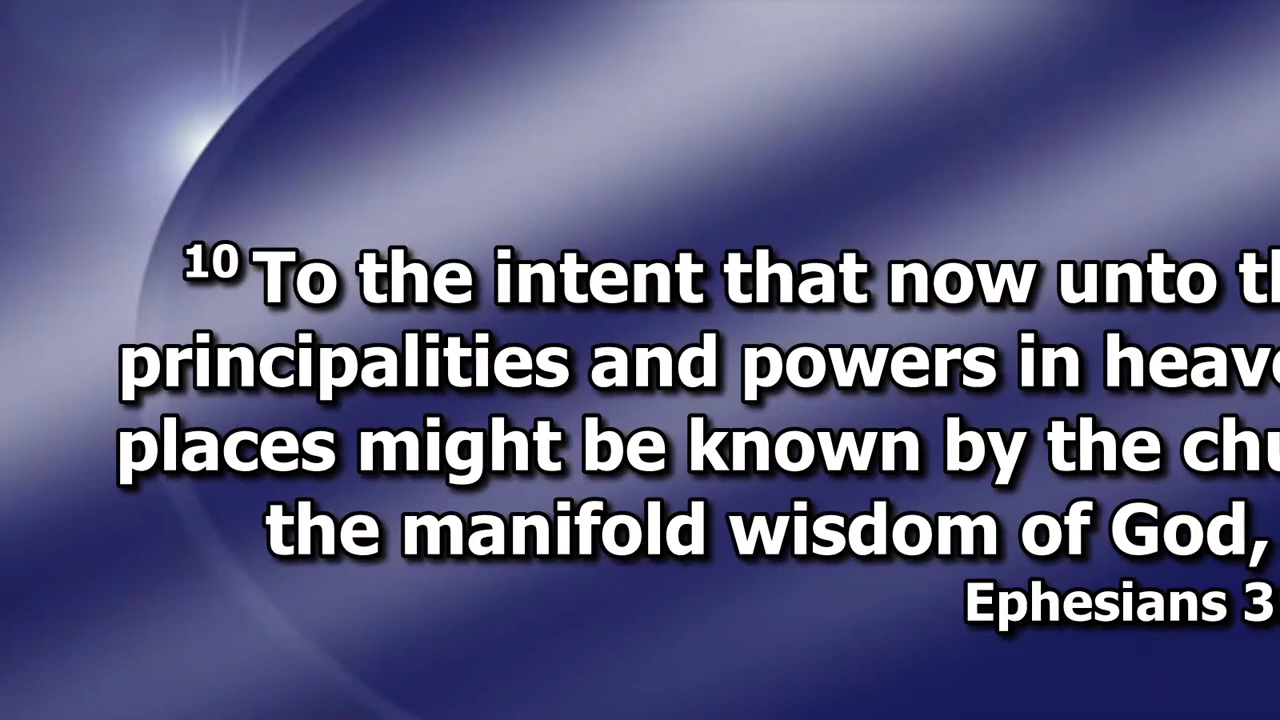 10 To the intent that now unto th
principalities and powers in heave
places might be known by the chu
the manifold wisdom of God,
Ephesians 3: